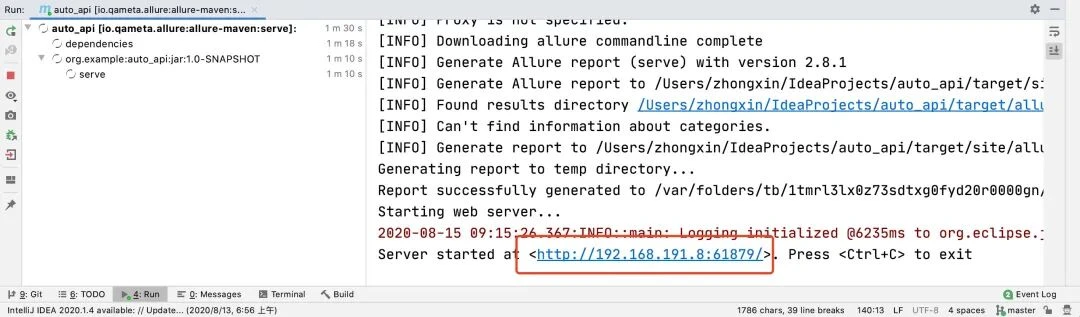 Run: auto_api [io.qameta.allure:allure-maven:s...
auto_api [io.qameta.allure:allure-maven:serve]: 1 m 30 s
dependencies 1 m 18 s
org.example:auto_api:jar:1.0-SNAPSHOT 1 m 10 s
serve 1 m 10 s
[INFO] Proxy is not specified.
[INFO] Downloading allure commandline complete
[INFO] Generate Allure report (serve) with version 2.8.1
[INFO] Generate Allure report to /Users/zhongxin/IdeaProjects/auto_api/target/si
[INFO] Found results directory /Users/zhongxin/IdeaProjects/auto_api/target/allu
[INFO] Can't find information about categories.
[INFO] Generate report to /Users/zhongxin/IdeaProjects/auto_api/target/site/allu
Generating report to temp directory...
Report successfully generated to /var/folders/tb/1tmrl3lx0z73sdtxg0fyd20r0000gn/
Starting web server...
2020-08-15 09:15:26.367:INFO::main: Logging initialized @6235ms to org.eclipse.j
Server started at <http://192.168.191.8:61879/>. Press <Ctrl+C> to exit
9: Git 6: TODO 4: Run 0: Messages Terminal Build 2 Event Log
IntelliJ IDEA 2020.1.4 available: // Update... (2020/8/13, 6:56 上午) 1786 chars, 39 line breaks 140:13 LF UTF-8 4 spaces master